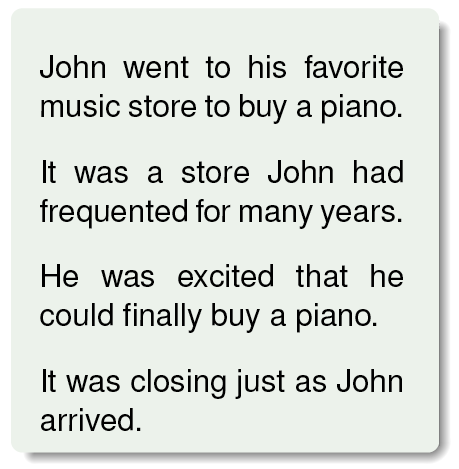 John went to his favorite
music store to buy a piano.
It was a store John had
frequented for many years.
He was excited that he
could finally buy a piano.
It was closing just as John
arrived.